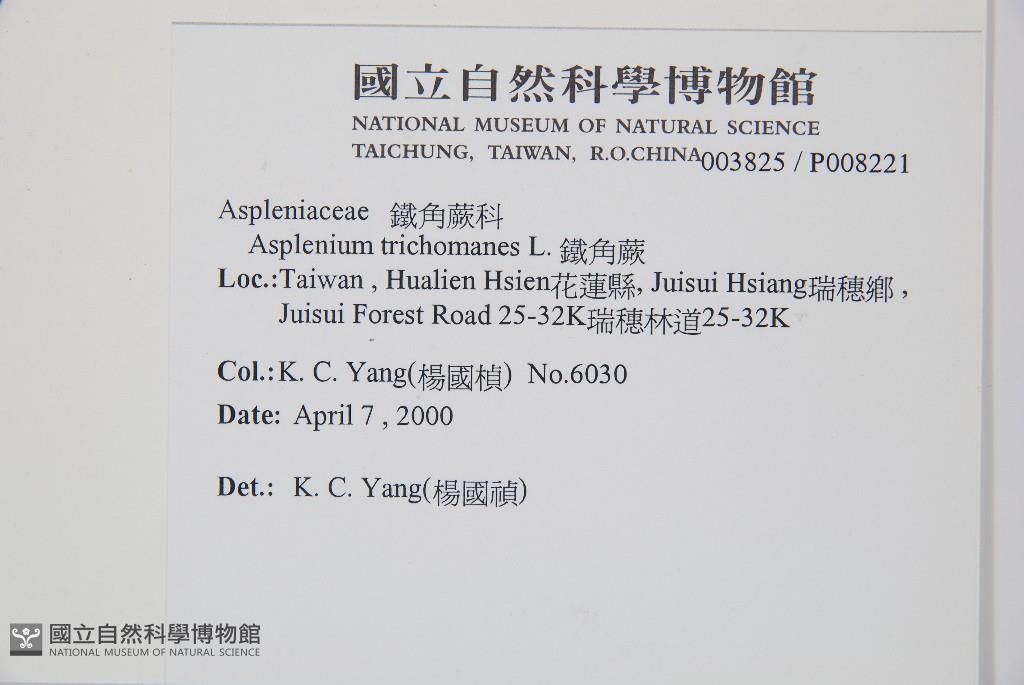 國立自然科學博物館
NATIONAL MUSEUM OF NATURAL SCIENCE
TAICHUNG, TAIWAN, R.O.CHINA003825 / P008221
Aspleniaceae 鐵角蕨科
Asplenium trichomanes L. 鐵角蕨
Loc.:Taiwan , Hualien Hsien花蓮縣, Juisui Hsiang瑞穗鄉 ,
Juisui Forest Road 25-32K瑞穗林道25-32K
Col.:K. C. Yang(楊國楨) No.6030
Date: April 7 , 2000
Det.: K. C. Yang(楊國禎)
國立自然科學博物館
NATIONAL MUSEUM OF NATURAL SCIENCE